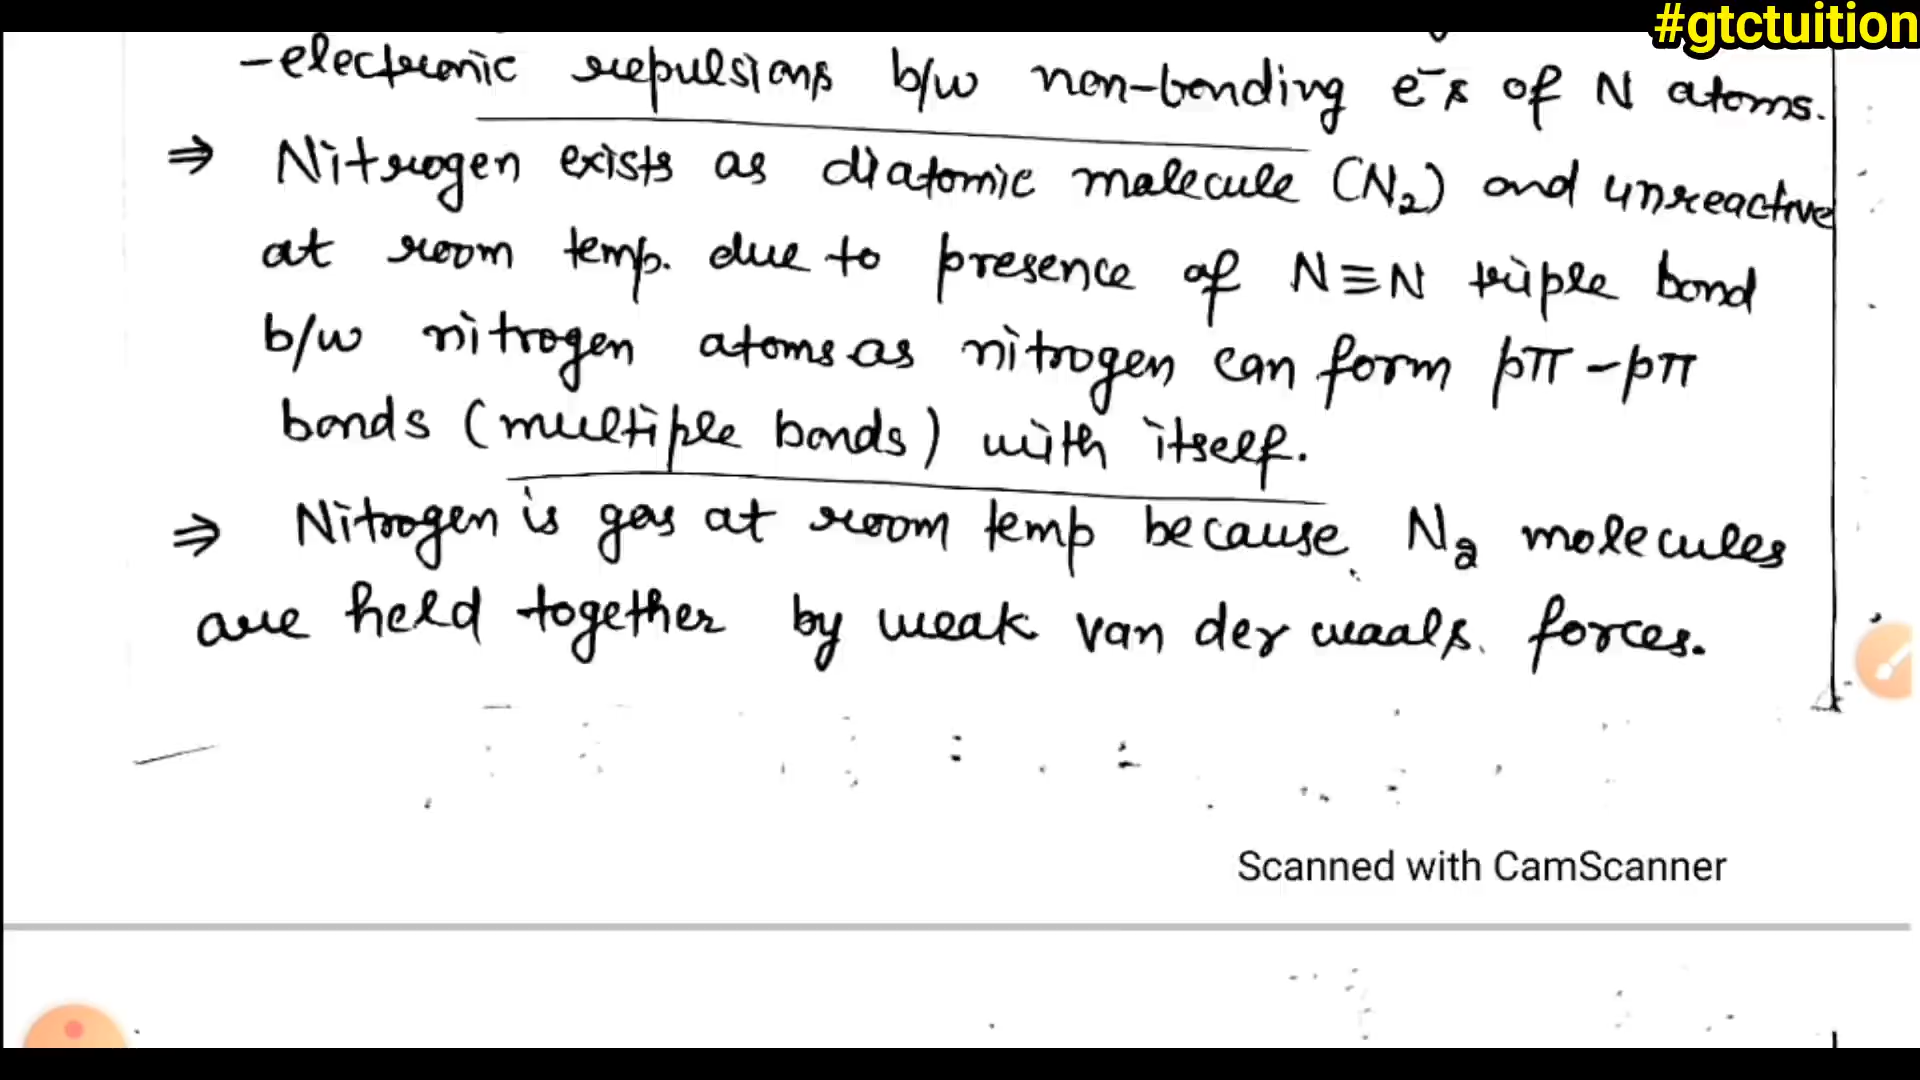 #gtctuition
-electronic repulsions b/w non-bonding e⁻s of N atoms.
⇒ Nitrogen exists as diatomic molecule (N₂) and unreactive
at room temp. due to presence of N≡N triple bond
b/w nitrogen atoms as nitrogen can form pπ-pπ
bonds (multiple bonds) with itself.
⇒ Nitrogen is gas at room temp because N₂ molecules
are held together by weak van der waals forces.
Scanned with CamScanner